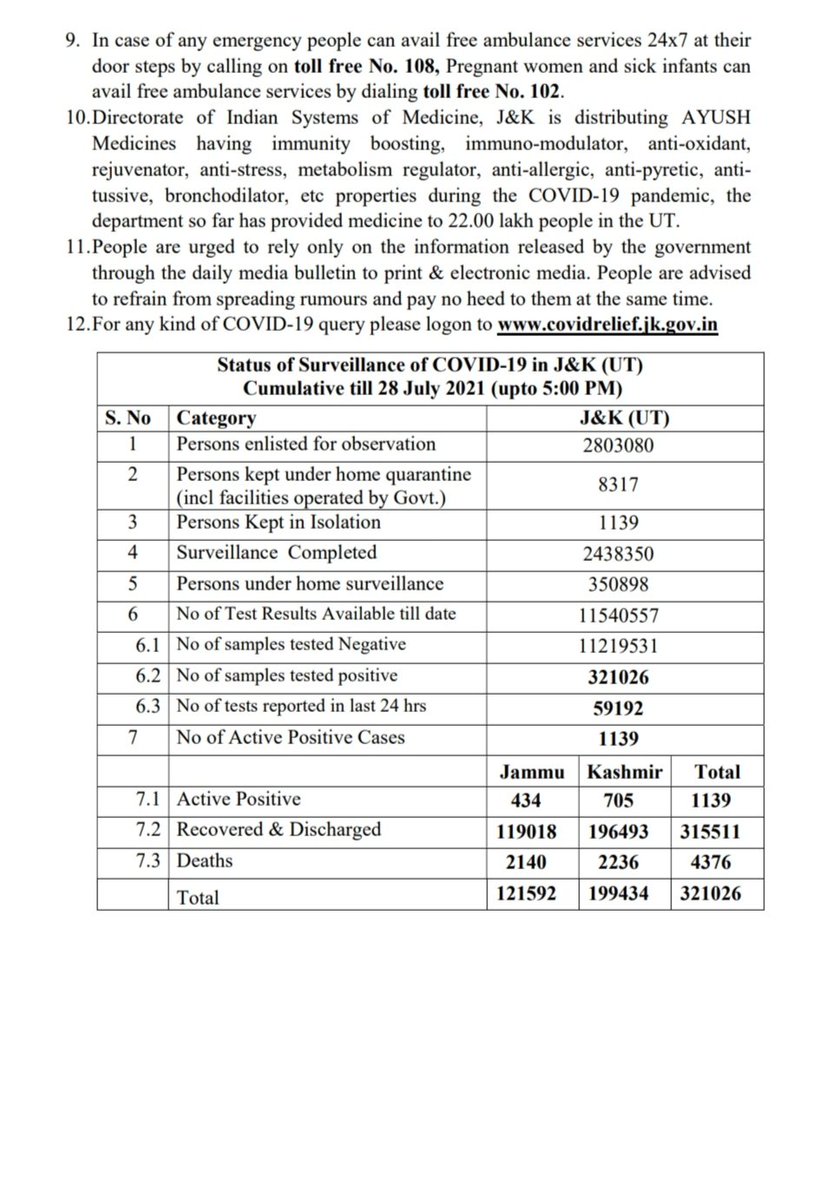 9. In case of any emergency people can avail free ambulance services 24x7 at their
door steps by calling on toll free No. 108, Pregnant women and sick infants can
avail free ambulance services by dialing toll free No. 102.
10.Directorate of Indian Systems of Medicine, J&K is distributing AYUSH
Medicines having immunity boosting, immuno-modulator, anti-oxidant,
rejuvenator, anti-stress, metabolism regulator, anti-allergic, anti-pyretic, anti-
tussive, bronchodilator, etc properties during the COVID-19 pandemic, the
department so far has provided medicine to 22.00 lakh people in the UT.
11.People are urged to rely only on the information released by the government
through the daily media bulletin to print & electronic media. People are advised
to refrain from spreading rumours and pay no heed to them at the same time.
12.For any kind of COVID-19 query please logon to www.covidrelief.jk.gov.in
Status of Surveillance of COVID-19 in J&K (UT)
Cumulative till 28 July 2021 (upto 5:00 PM)
S. No Category J&K (UT)
1 Persons enlisted for observation 2803080
2 Persons kept under home quarantine
(incl facilities operated by Govt.) 8317
3 Persons Kept in Isolation 1139
4 Surveillance Completed 2438350
5 Persons under home surveillance 350898
6 No of Test Results Available till date 11540557
6.1 No of samples tested Negative 11219531
6.2 No of samples tested positive 321026
6.3 No of tests reported in last 24 hrs 59192
7 No of Active Positive Cases 1139
Jammu Kashmir Total
7.1 Active Positive 434 705 1139
7.2 Recovered & Discharged 119018 196493 315511
7.3 Deaths 2140 2236 4376
Total 121592 199434 321026